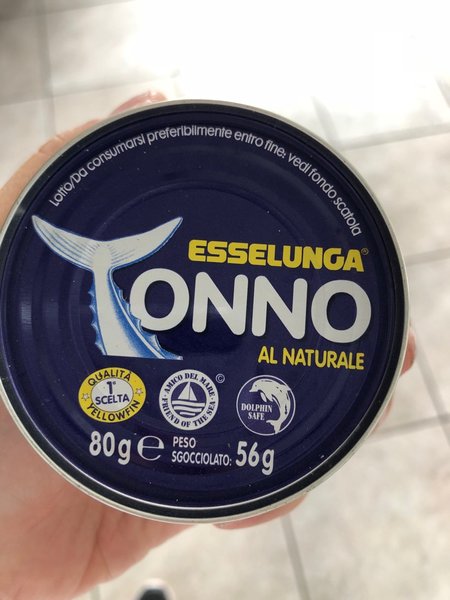 Lotto/Da consumarsi preferibilmente entro fine: vedi fondo scatola
ESSELUNGA®
TONNO
AL NATURALE
QUALITÀ
1ª
SCELTA
YELLOWFIN
AMICO DEL MARE
FRIEND OF THE SEA
©
DOLPHIN
SAFE
80g ℮ PESO SGOCCIOLATO: 56g